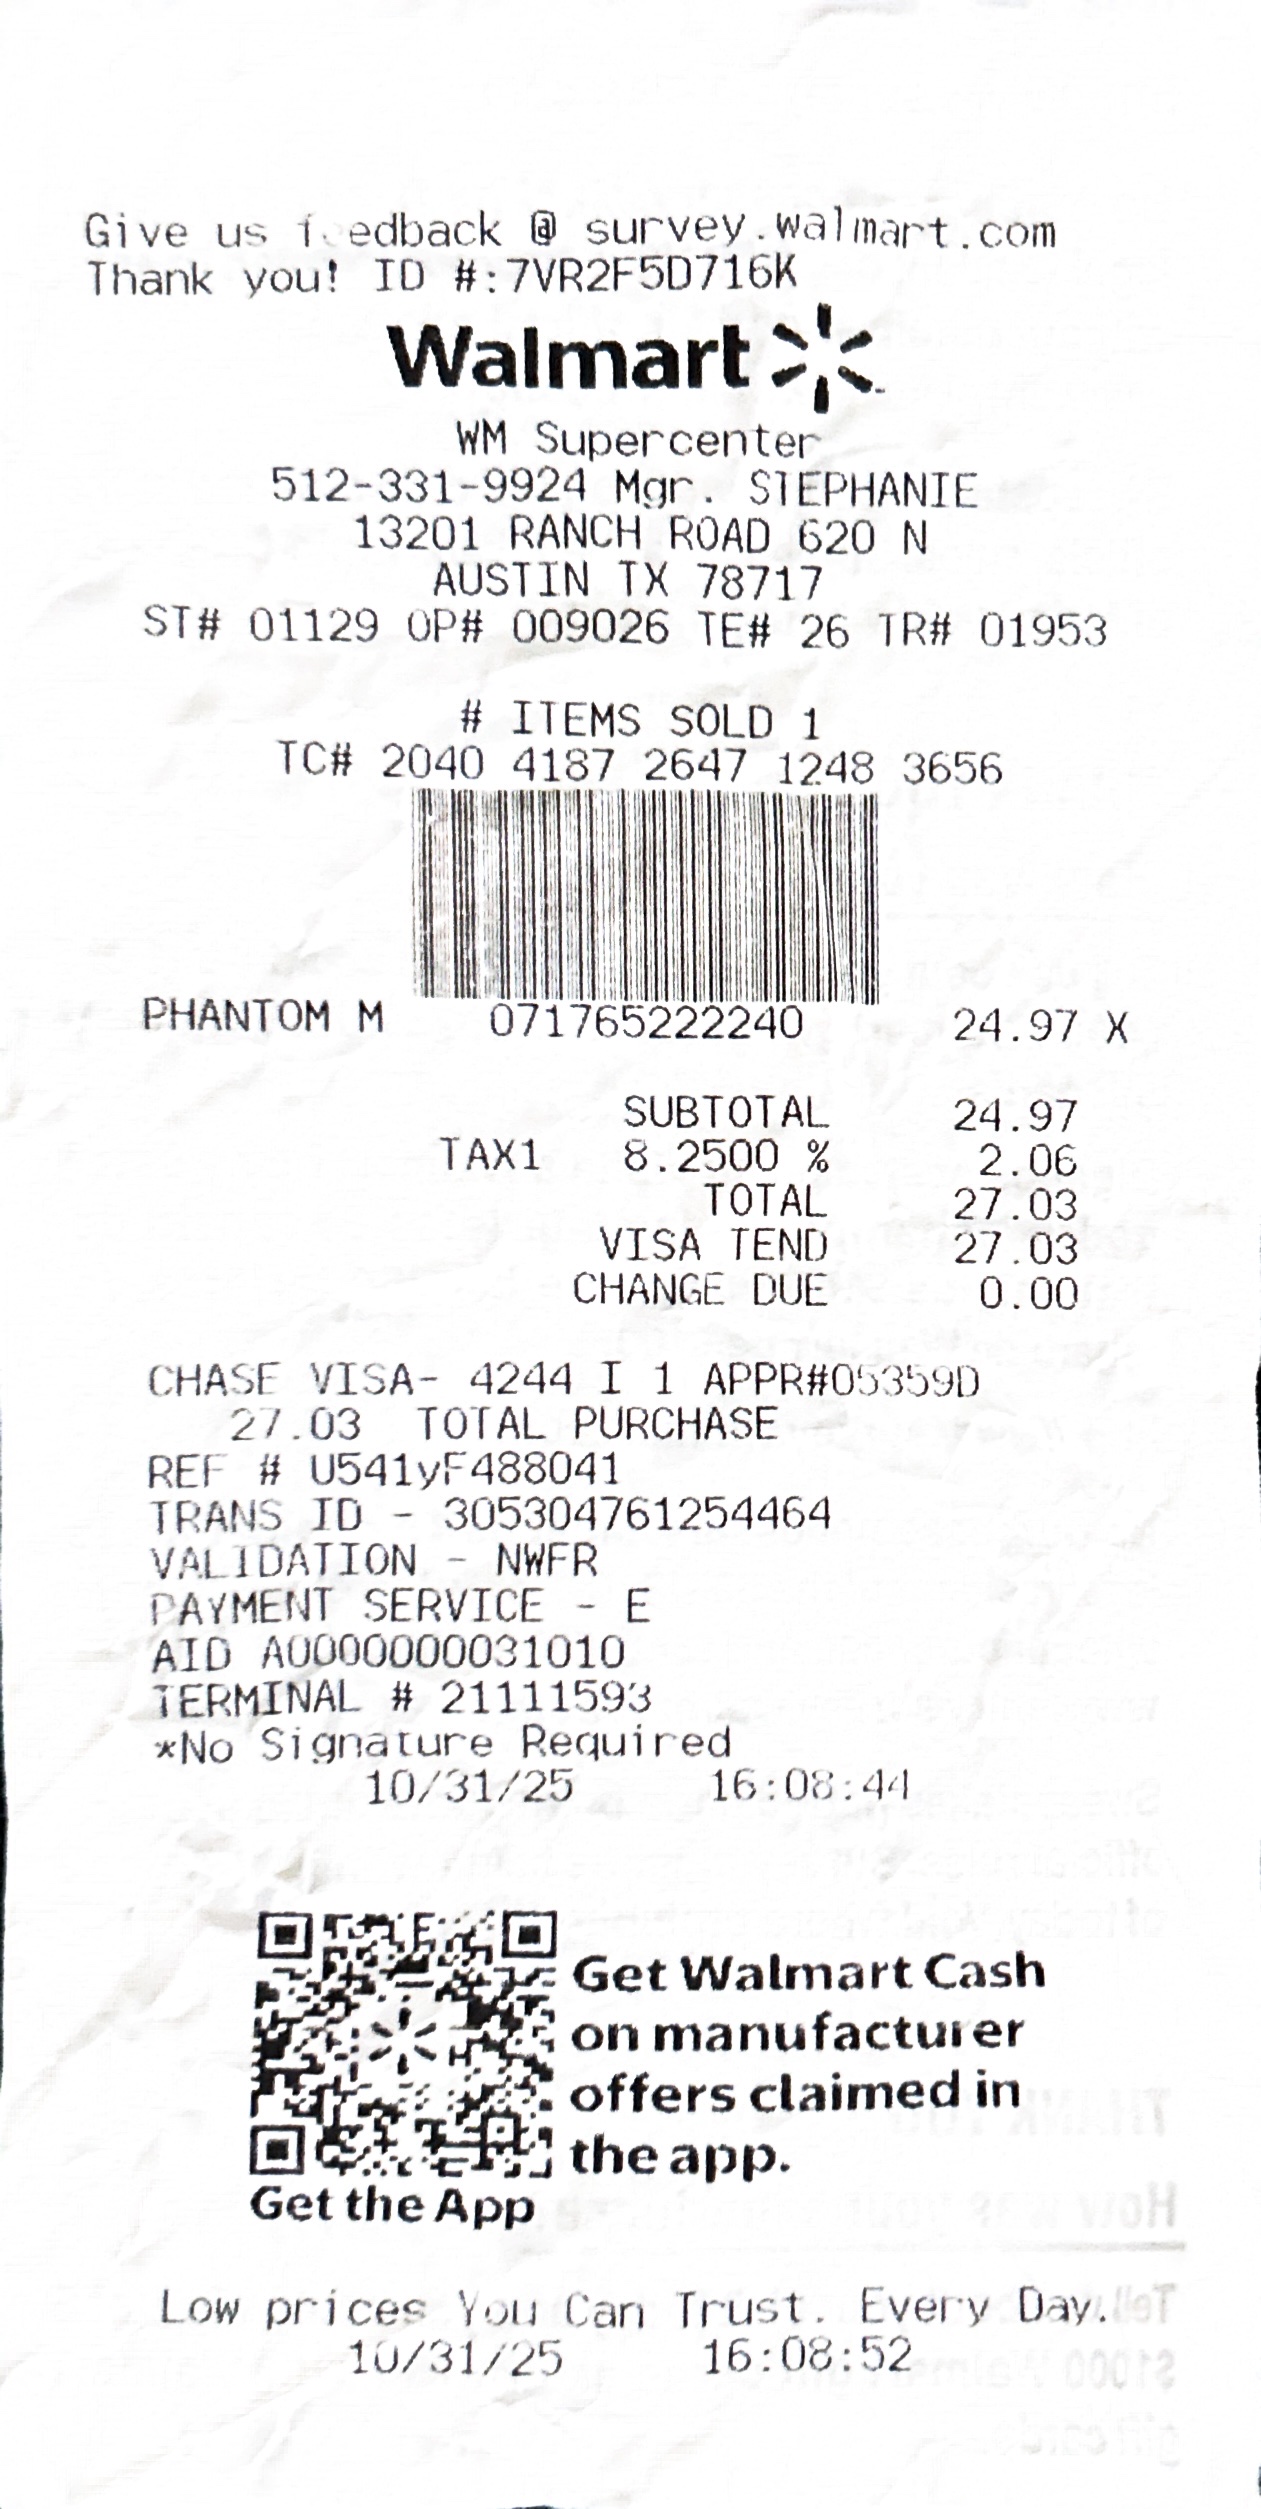 Give us feedback @ survey.walmart.com
Thank you! ID #:7VR2F5D716K
Walmart
WM Supercenter
512-331-9924 Mgr. STEPHANIE
13201 RANCH ROAD 620 N
AUSTIN TX 78717
ST# 01129 OP# 009026 TE# 26 TR# 01953
# ITEMS SOLD 1
TC# 2040 4187 2647 1248 3656
PHANTOM M 071765222240 24.97 X
SUBTOTAL 24.97
TAX1 8.2500 % 2.06
TOTAL 27.03
VISA TEND 27.03
CHANGE DUE 0.00
CHASE VISA- 4244 I 1 APPR#05359D
27.03 TOTAL PURCHASE
REF # U541yF488041
TRANS ID - 305304761254464
VALIDATION - NWFR
PAYMENT SERVICE - E
AID A0000000031010
TERMINAL # 21111593
*No Signature Required
10/31/25 16:08:44
Get Walmart Cash
on manufacturer
offers claimed in
the app.
Get the App
Low prices You Can Trust. Every Day.
10/31/25 16:08:52